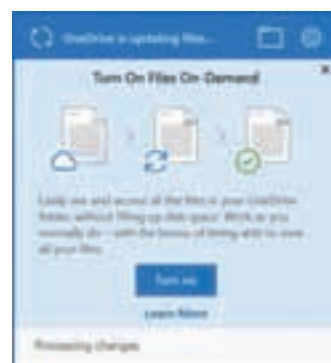 OneDrive is updating files...
Turn On Files On-Demand
Easily see and access all the files in your OneDrive
folder without filling up disk space. Work as you
normally do - with the bonus of being able to view
all your files.
Turn on
Learn More
Processing changes